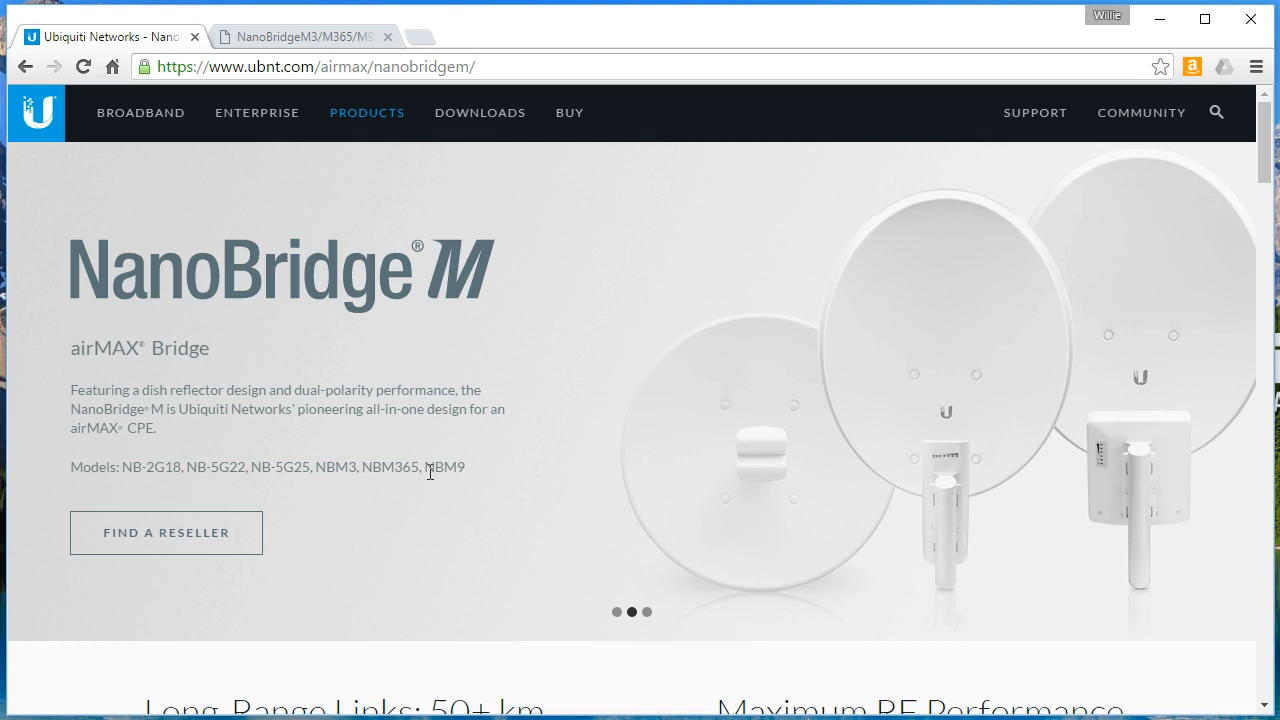 Willie
Ubiquiti Networks - Nano
NanoBridgeM3/M365/M9
https://www.ubnt.com/airmax/nanobridgem/
BROADBAND ENTERPRISE PRODUCTS DOWNLOADS BUY SUPPORT COMMUNITY
NanoBridge® M
airMAX® Bridge
Featuring a dish reflector design and dual-polarity performance, the
NanoBridge® M is Ubiquiti Networks' pioneering all-in-one design for an
airMAX® CPE.
Models: NB-2G18, NB-5G22, NB-5G25, NBM3, NBM365, NBM9
FIND A RESELLER
Long-Range Links: 50+ km
Maximum RF Performance